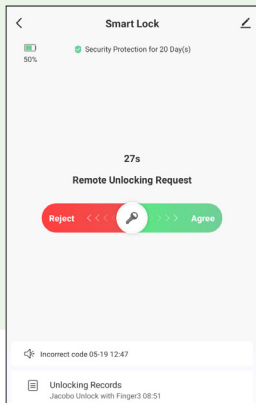 Smart Lock
50%
Security Protection for 20 Day(s)
27s
Remote Unlocking Request
Reject <<< >>> Agree
Incorrect code 05-19 12:47
Unlocking Records
Jacobo Unlock with Finger3 08:51